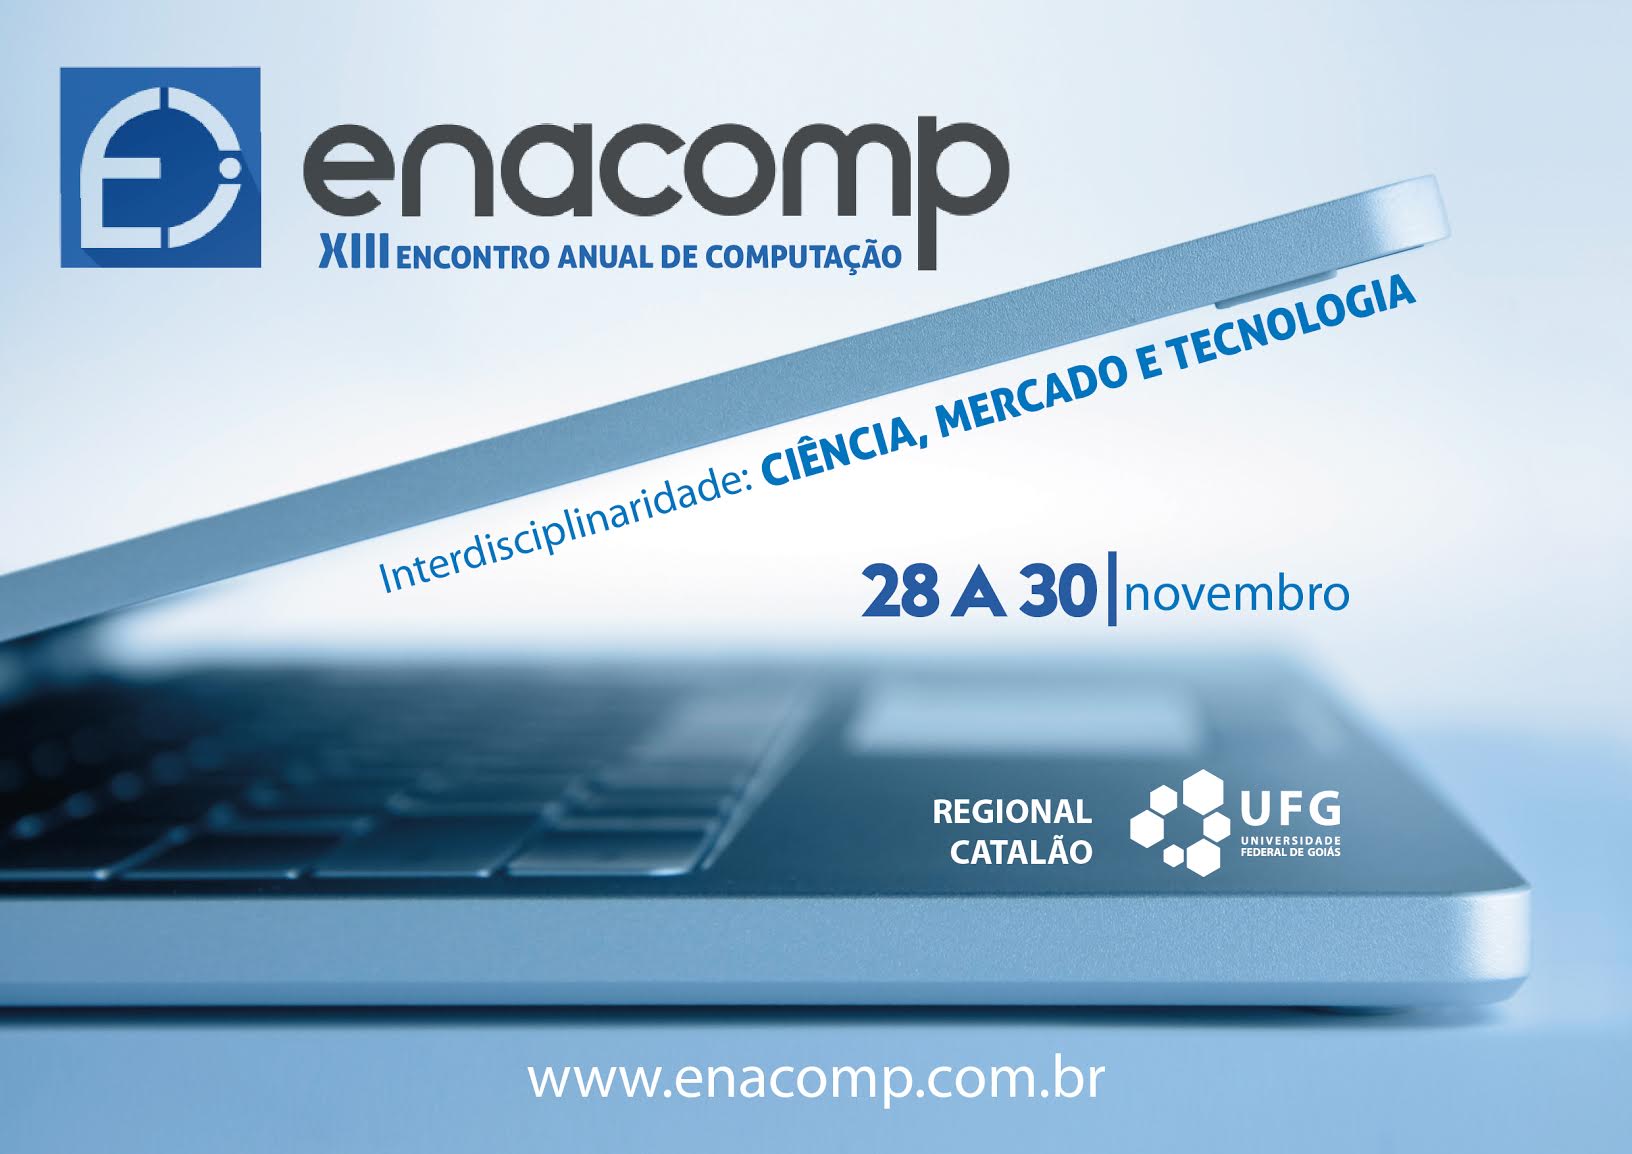 enacomp
XIII ENCONTRO ANUAL DE COMPUTAÇÃO
Interdisciplinaridade: CIÊNCIA, MERCADO E TECNOLOGIA
28 A 30 | novembro
REGIONAL
CATALÃO
UFG
UNIVERSIDADE
FEDERAL DE GOIÁS
www.enacomp.com.br